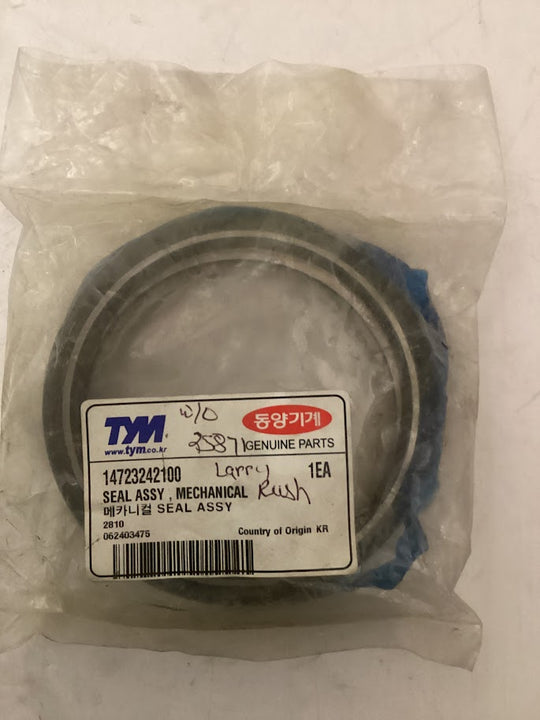 TYM w/o 동양기계
www.tym.co.kr 25871 GENUINE PARTS
14723242100 Larry 1EA
SEAL ASSY , MECHANICAL Rush
메카니컬 SEAL ASSY
2810
062403475 Country of Origin KR